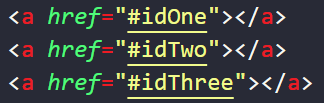 <a href="#idOne"></a>
<a href="#idTwo"></a>
<a href="#idThree"></a>